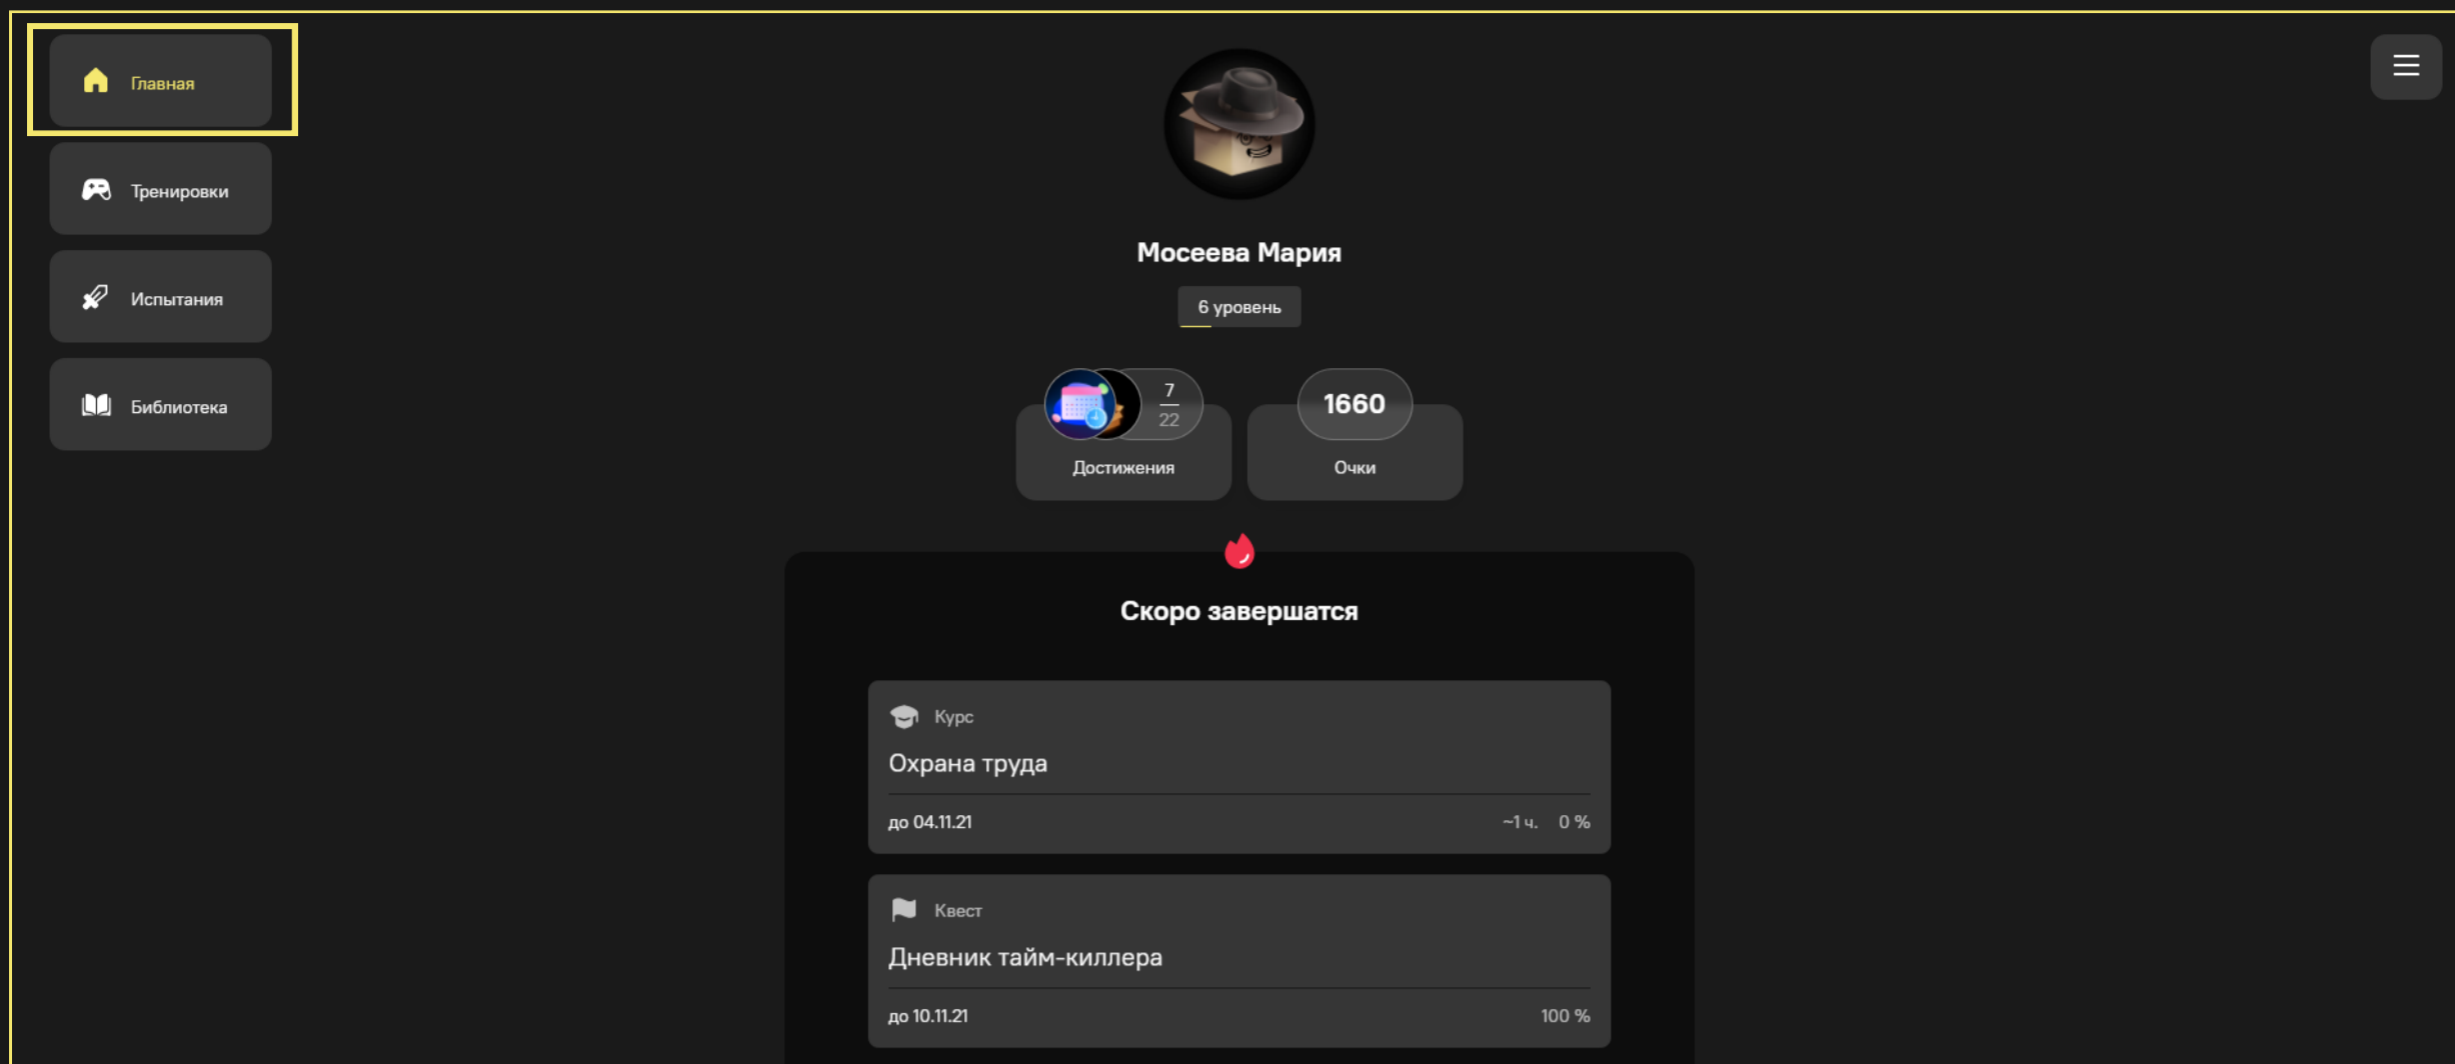 Главная
Тренировки
Испытания
Библиотека
Мосеева Мария
6 уровень
7
22
Достижения
1660
Очки
Скоро завершатся
Курс
Охрана труда
до 04.11.21 ~1 ч. 0 %
Квест
Дневник тайм-киллера
до 10.11.21 100 %